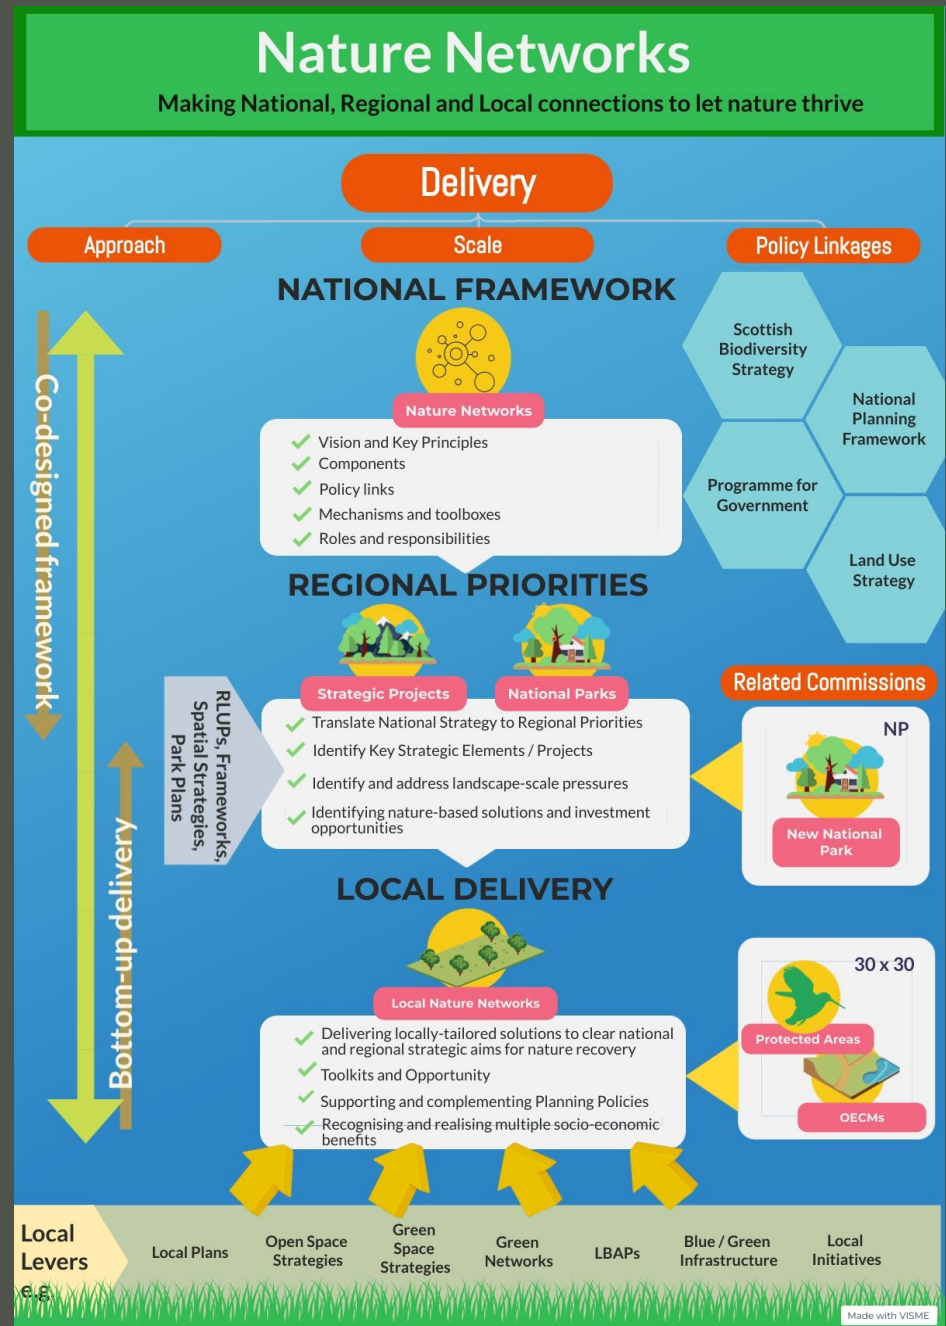 Nature Networks
Making National, Regional and Local connections to let nature thrive
Delivery
Approach
Scale
Policy Linkages
Co-designed framework
Bottom-up delivery
NATIONAL FRAMEWORK
Nature Networks
Vision and Key Principles
Components
Policy links
Mechanisms and toolboxes
Roles and responsibilities
Scottish
Biodiversity
Strategy
National
Planning
Framework
Programme for
Government
Land Use
Strategy
REGIONAL PRIORITIES
Strategic Projects
National Parks
RLUPs, Frameworks,
Spatial Strategies,
Park Plans
Translate National Strategy to Regional Priorities
Identify Key Strategic Elements / Projects
Identify and address landscape-scale pressures
Identifying nature-based solutions and investment
opportunities
Related Commissions
NP
New National
Park
LOCAL DELIVERY
Local Nature Networks
Delivering locally-tailored solutions to clear national
and regional strategic aims for nature recovery
Toolkits and Opportunity
Supporting and complementing Planning Policies
Recognising and realising multiple socio-economic
benefits
30 x 30
Protected Areas
OECMs
Local
Levers
e.g.
Local Plans
Open Space
Strategies
Green
Space
Strategies
Green
Networks
LBAPs
Blue / Green
Infrastructure
Local
Initiatives
Made with VISME